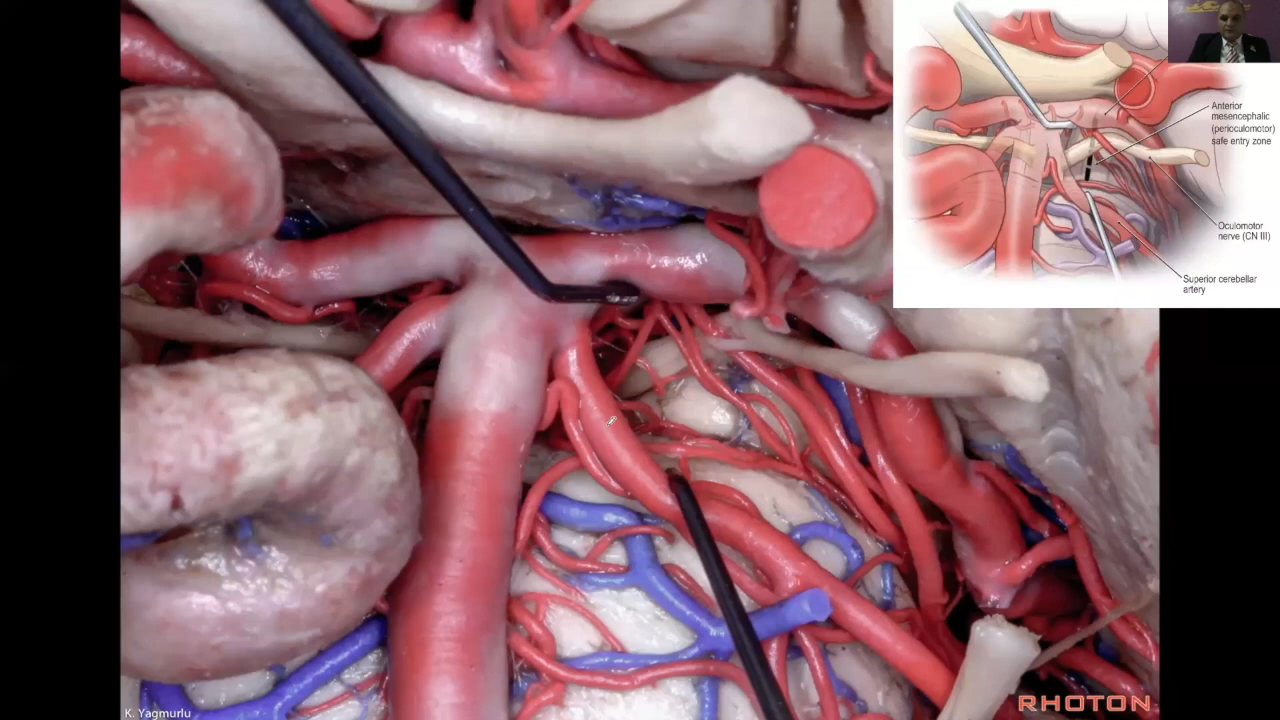 Anterior
mesencephalic
(perioculomotor)
safe entry zone
Oculomotor
nerve (CN III)
Superior cerebellar
artery
K. Yagmurlu
RHOTON